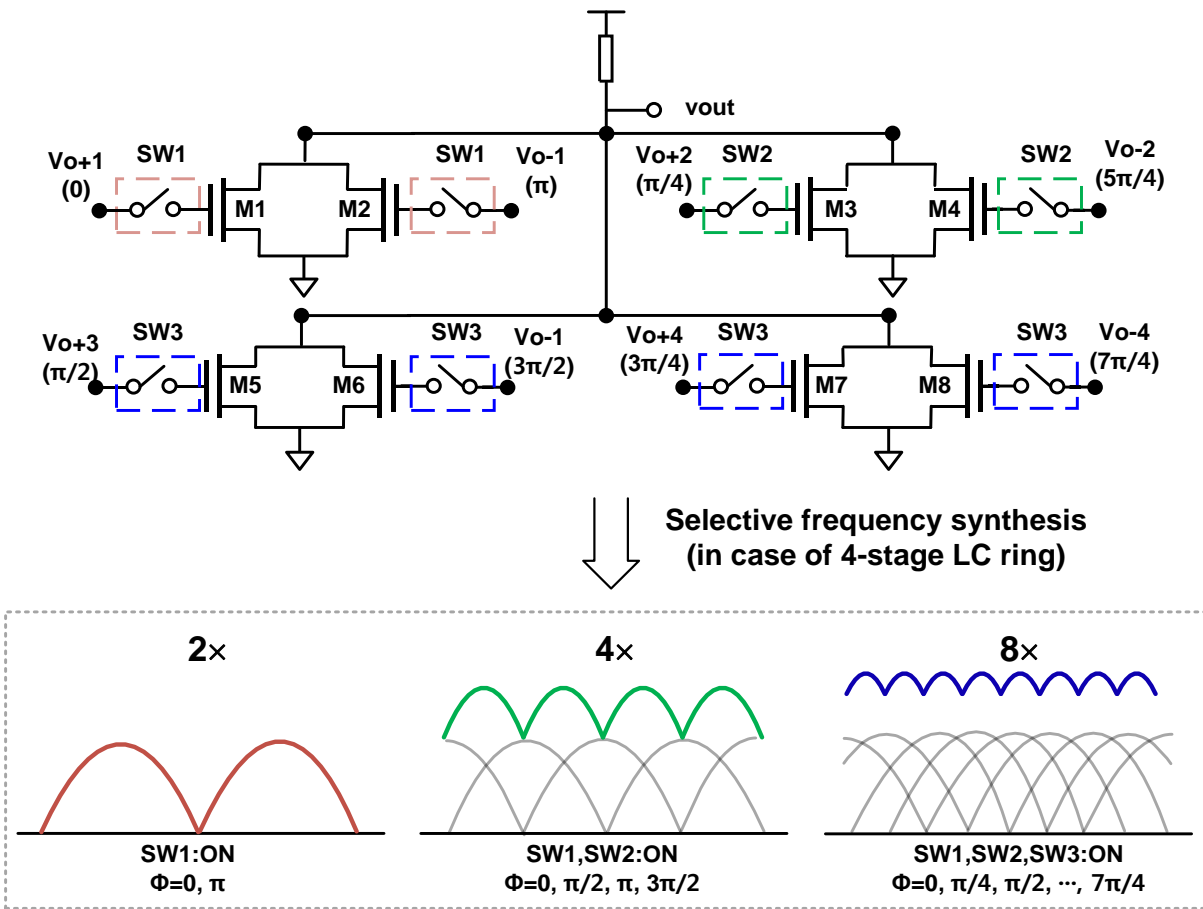 vout
Vo+1
(0)
SW1
M1
M2
SW1
Vo-1
(π)
Vo+2
(π/4)
SW2
M3
M4
SW2
Vo-2
(5π/4)
Vo+3
(π/2)
SW3
M5
M6
SW3
Vo-1
(3π/2)
Vo+4
(3π/4)
SW3
M7
M8
SW3
Vo-4
(7π/4)
Selective frequency synthesis
(in case of 4-stage LC ring)
2×
SW1:ON
Φ=0, π
4×
SW1,SW2:ON
Φ=0, π/2, π, 3π/2
8×
SW1,SW2,SW3:ON
Φ=0, π/4, π/2, ···, 7π/4